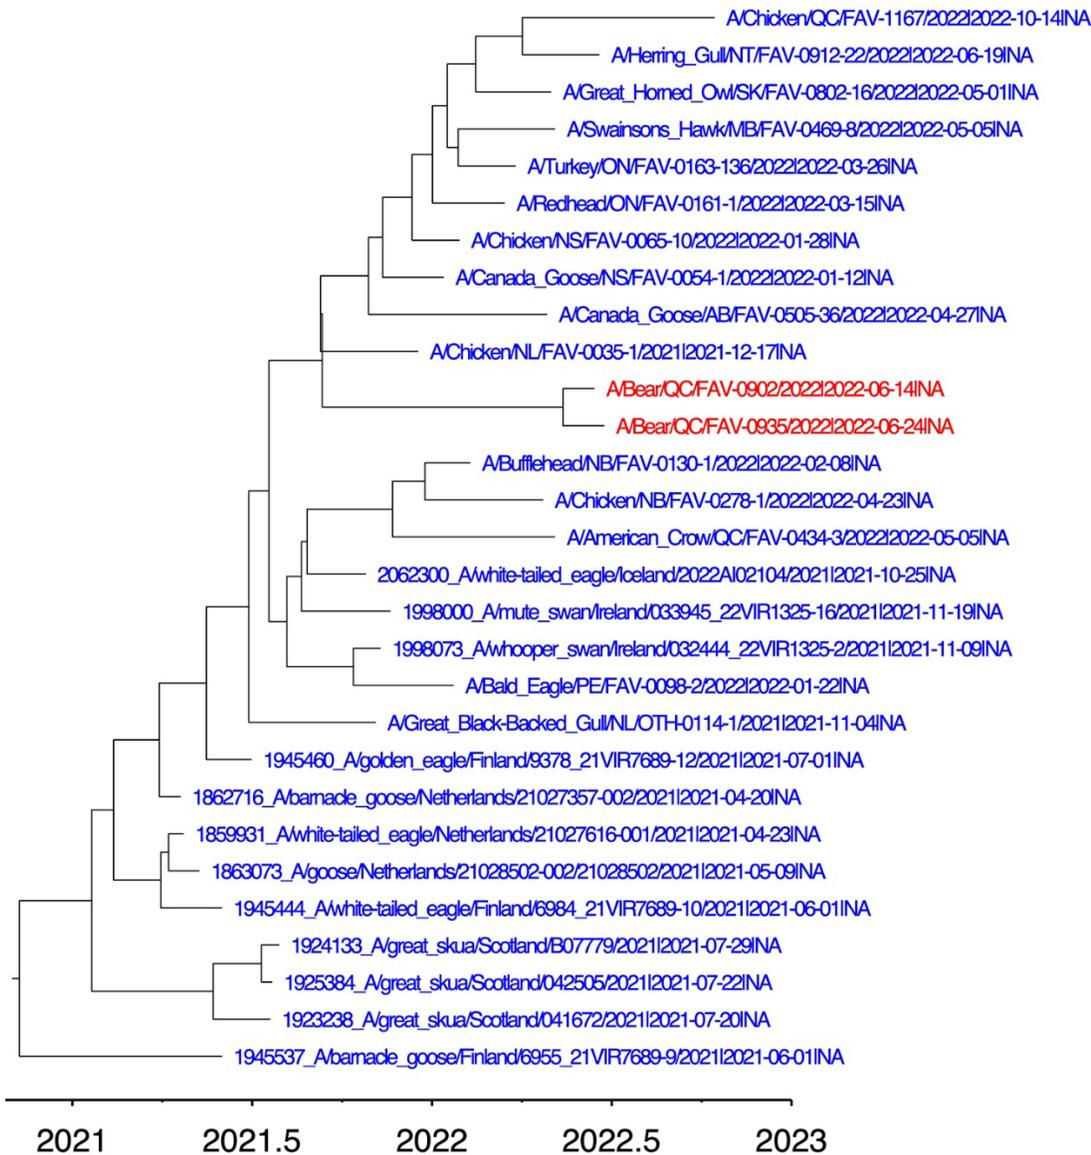 A/Chicken/QC/FAV-1167/2022|2022-10-14|NA
A/Herring_Gull/NT/FAV-0912-22/2022|2022-06-19|NA
A/Great_Horned_Owl/SK/FAV-0802-16/2022|2022-05-01|NA
A/Swainsons_Hawk/MB/FAV-0469-8/2022|2022-05-05|NA
A/Turkey/ON/FAV-0163-136/2022|2022-03-26|NA
A/Redhead/ON/FAV-0161-1/2022|2022-03-15|NA
A/Chicken/NS/FAV-0065-10/2022|2022-01-28|NA
A/Canada_Goose/NS/FAV-0054-1/2022|2022-01-12|NA
A/Canada_Goose/AB/FAV-0505-36/2022|2022-04-27|NA
A/Chicken/NL/FAV-0035-1/2021|2021-12-17|NA
A/Bear/QC/FAV-0902/2022|2022-06-14|NA
A/Bear/QC/FAV-0935/2022|2022-06-24|NA
A/Bufflehead/NB/FAV-0130-1/2022|2022-02-08|NA
A/Chicken/NB/FAV-0278-1/2022|2022-04-23|NA
A/American_Crow/QC/FAV-0434-3/2022|2022-05-05|NA
2062300_A/white-tailed_eagle/Iceland/2022AI02104/2021|2021-10-25|NA
1998000_A/mute_swan/Ireland/033945_22VIR1325-16/2021|2021-11-19|NA
1998073_A/whooper_swan/Ireland/032444_22VIR1325-2/2021|2021-11-09|NA
A/Bald_Eagle/PE/FAV-0098-2/2022|2022-01-22|NA
A/Great_Black-Backed_Gull/NL/OTH-0114-1/2021|2021-11-04|NA
1945460_A/golden_eagle/Finland/9378_21VIR7689-12/2021|2021-07-01|NA
1862716_A/barnacle_goose/Netherlands/21027357-002/2021|2021-04-20|NA
1859931_A/white-tailed_eagle/Netherlands/21027616-001/2021|2021-04-23|NA
1863073_A/goose/Netherlands/21028502-002/21028502/2021|2021-05-09|NA
1945444_A/white-tailed_eagle/Finland/6984_21VIR7689-10/2021|2021-06-01|NA
1924133_A/great_skua/Scotland/B07779/2021|2021-07-29|NA
1925384_A/great_skua/Scotland/042505/2021|2021-07-22|NA
1923238_A/great_skua/Scotland/041672/2021|2021-07-20|NA
1945537_A/barnacle_goose/Finland/6955_21VIR7689-9/2021|2021-06-01|NA
2021 2021.5 2022 2022.5 2023